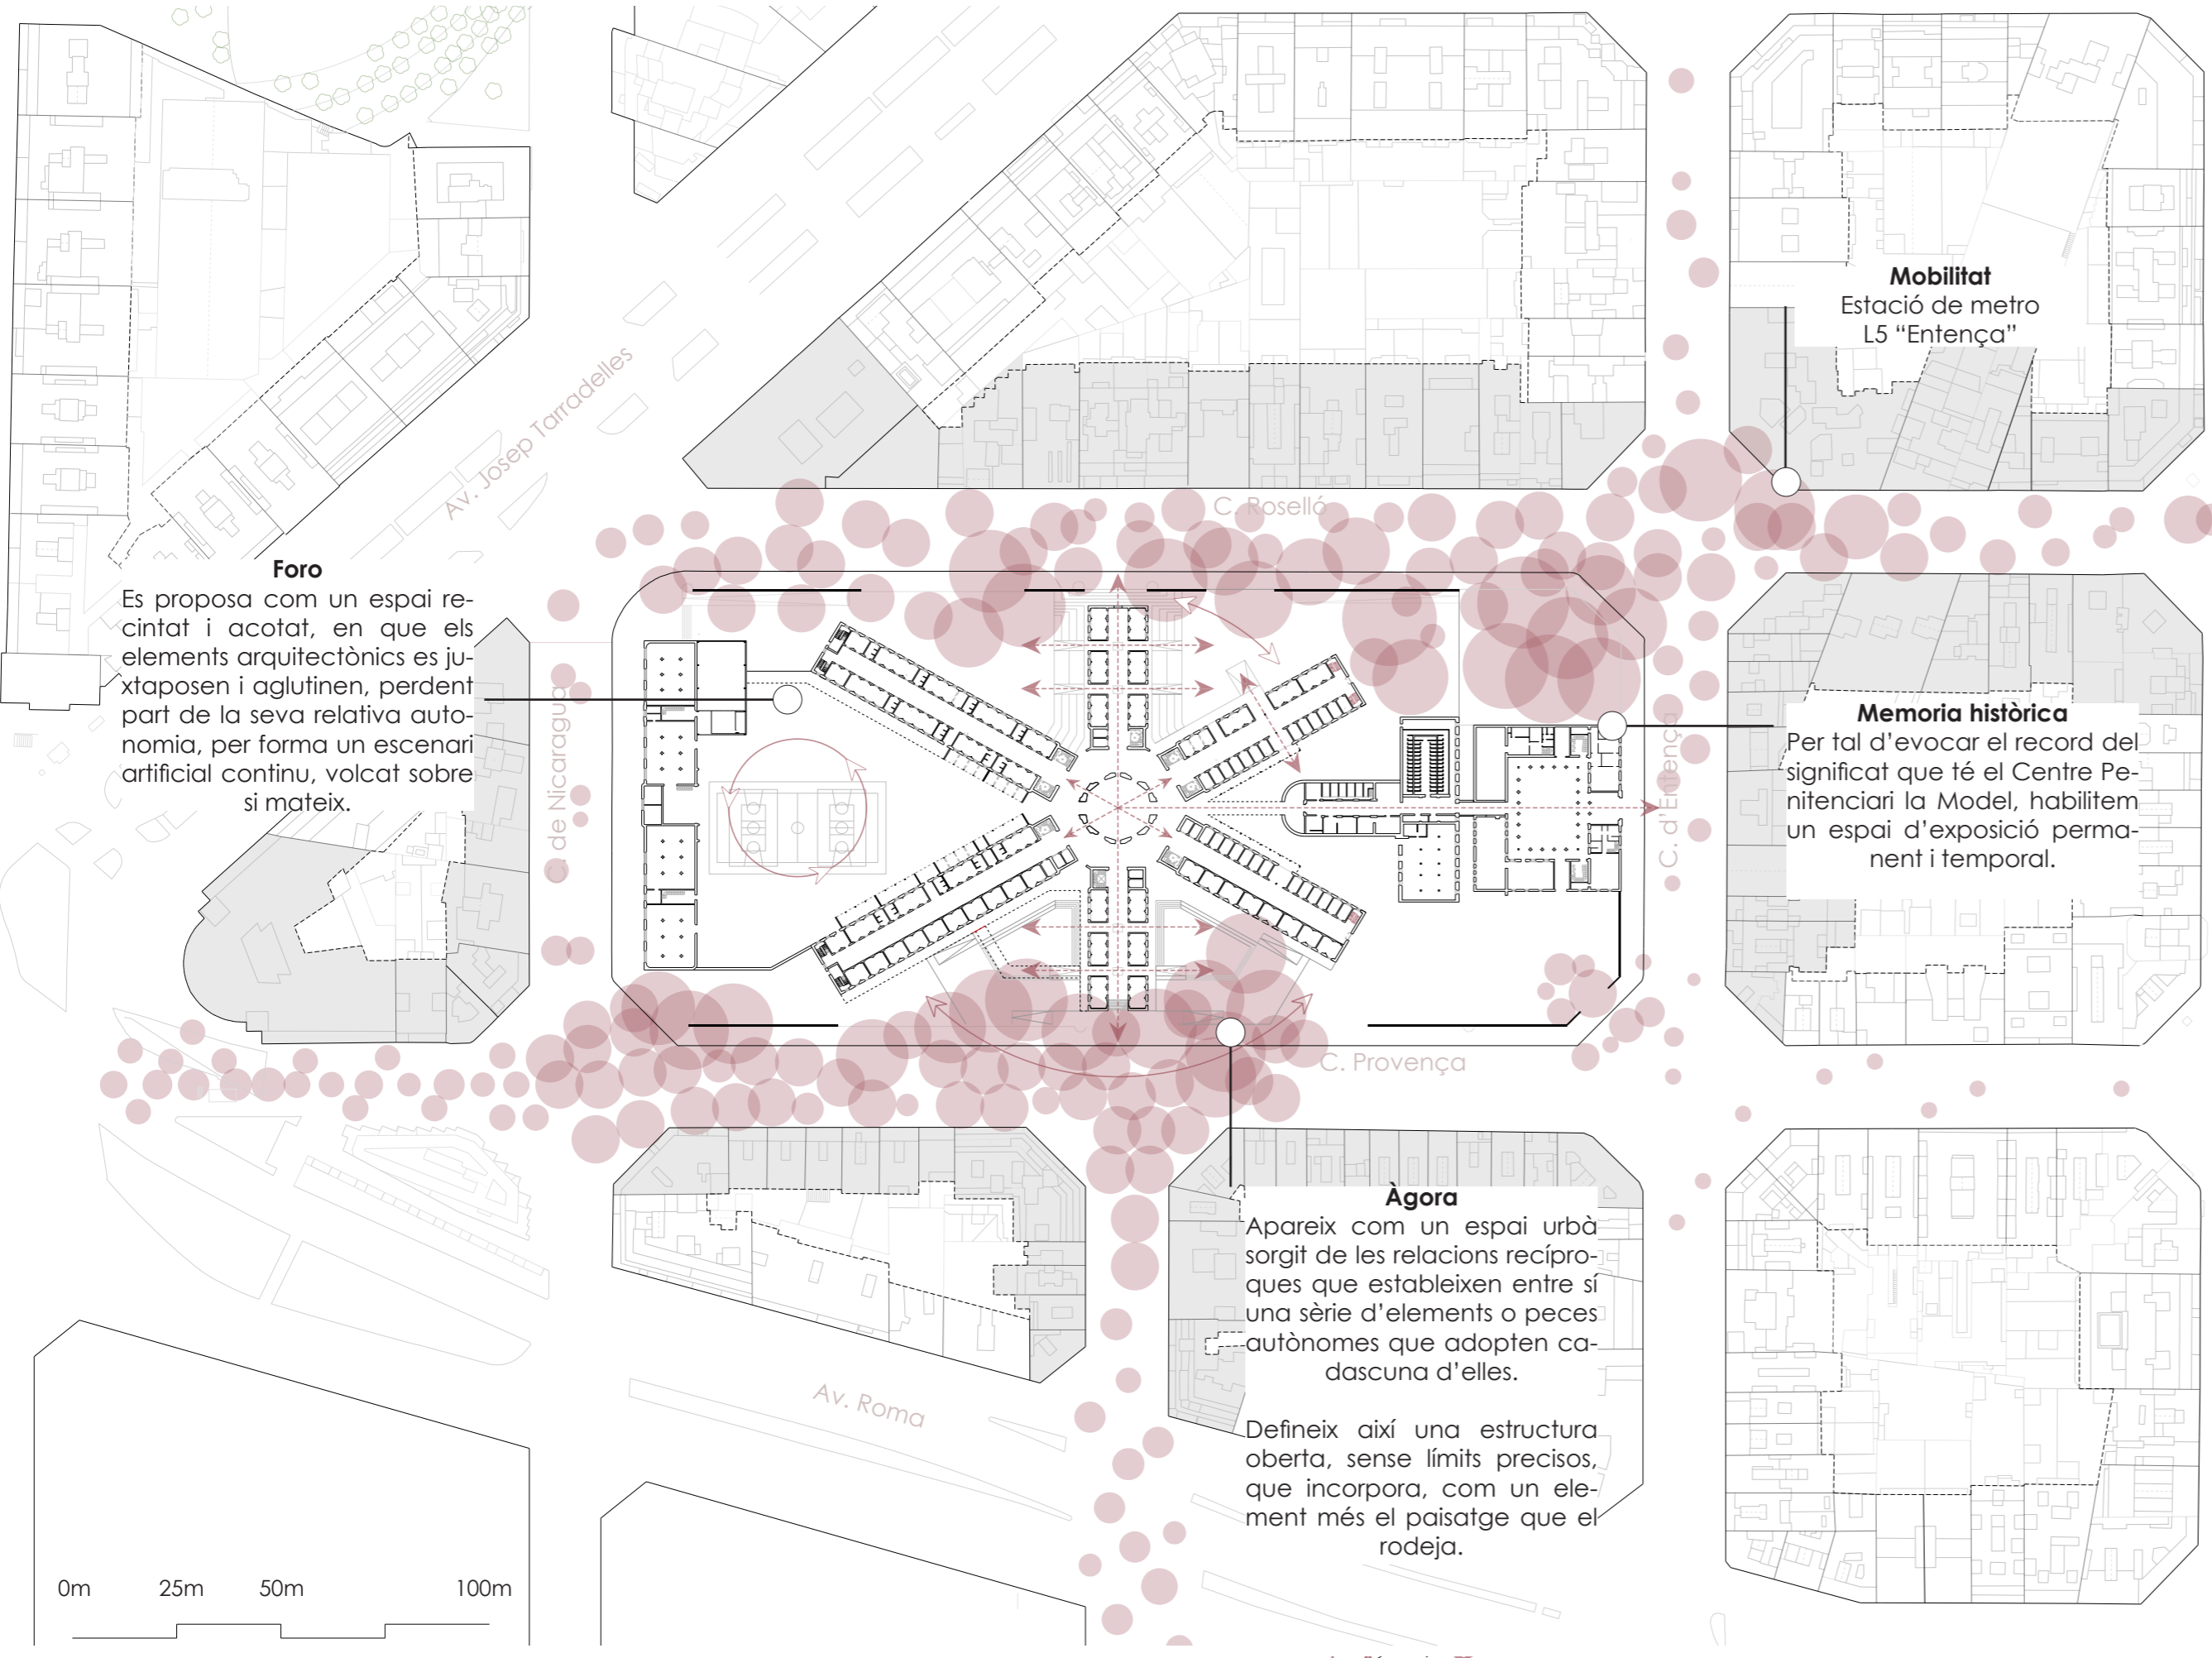 Mobilitat
Estació de metro
L5 “Entença”
Av. Josep Tarradelles
C. Roselló
Foro
Es proposa com un espai re-
cintat i acotat, en que els
elements arquitectònics es ju-
xtaposen i aglutinen, perdent
part de la seva relativa auto-
nomia, per forma un escenari
artificial continu, volcat sobre
si mateix.
C. de Nicaragua
C. d’Entença
Memoria històrica
Per tal d’evocar el record del
significat que té el Centre Pe-
nitenciari la Model, habilitem
un espai d’exposició perma-
nent i temporal.
C. Provença
Àgora
Apareix com un espai urbà
sorgit de les relacions recípro-
ques que estableixen entre sí
una sèrie d’elements o peces
autònomes que adopten ca-
dascuna d’elles.
Defineix així una estructura
oberta, sense límits precisos,
que incorpora, com un ele-
ment més el paisatge que el
rodeja.
Av. Roma
0m 25m 50m 100m